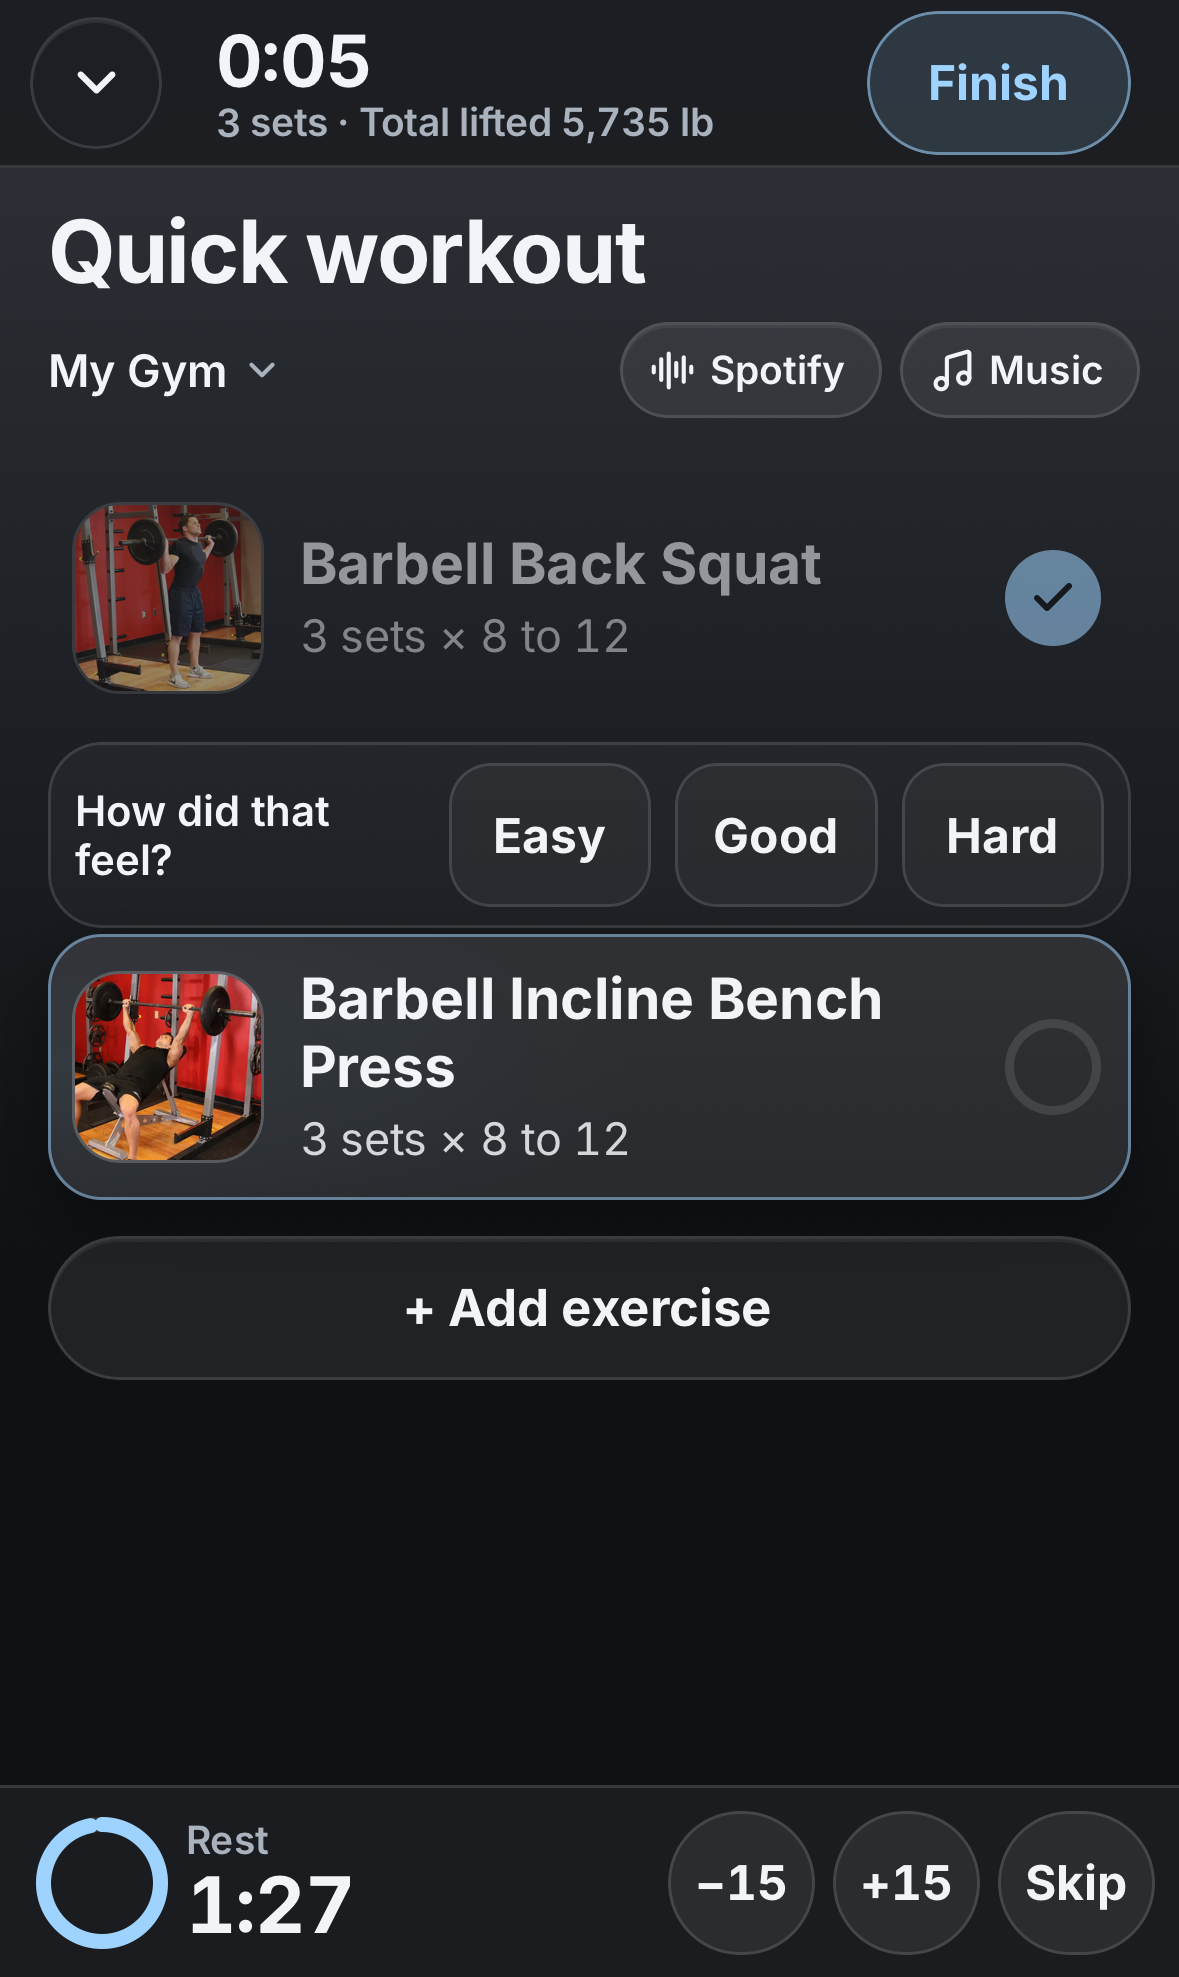 0:05
3 sets · Total lifted 5,735 lb
Finish
Quick workout
My Gym
Spotify
Music
Barbell Back Squat
3 sets × 8 to 12
How did that
feel?
Easy
Good
Hard
Barbell Incline Bench
Press
3 sets × 8 to 12
+ Add exercise
Rest
1:27
−15
+15
Skip